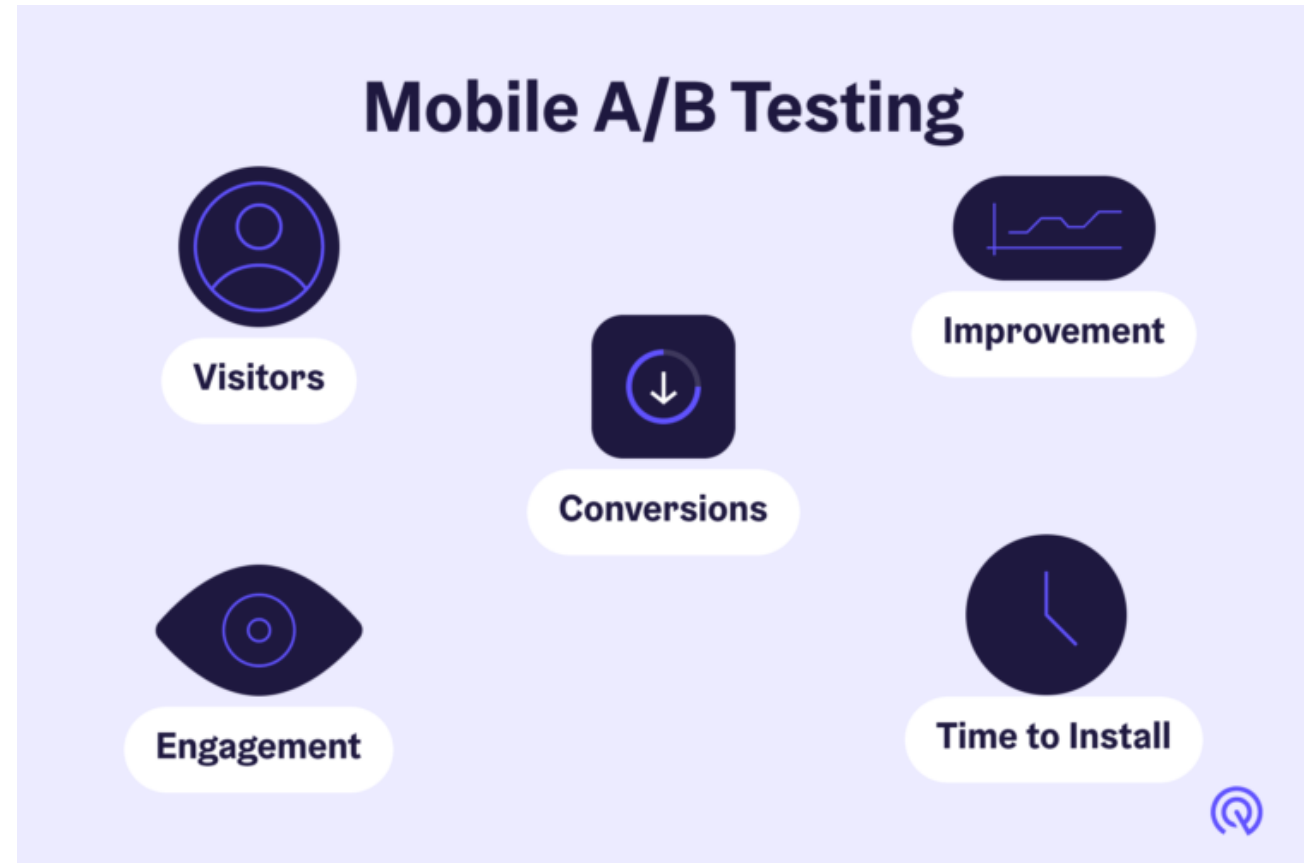 Mobile A/B Testing
Visitors
Improvement
Conversions
Engagement
Time to Install